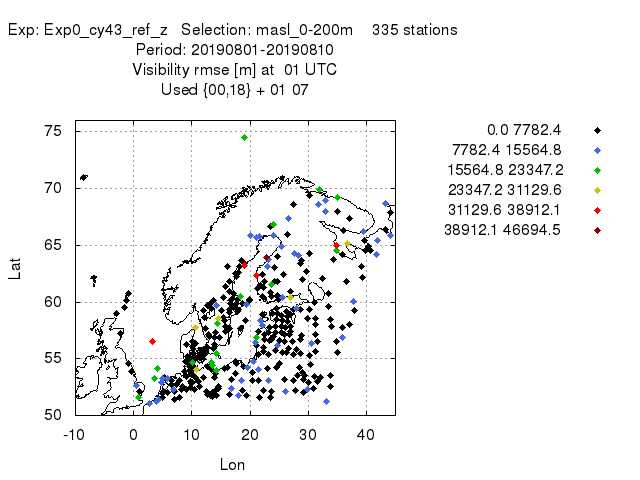 Exp: Exp0_cy43_ref_z Selection: masl_0-200m 335 stations
Period: 20190801-20190810
Visibility rmse [m] at 01 UTC
Used {00,18} + 01 07
0.0 7782.4
7782.4 15564.8
15564.8 23347.2
23347.2 31129.6
31129.6 38912.1
38912.1 46694.5
75
70
65
60
55
50
Lat
-10 0 10 20 30 40
Lon